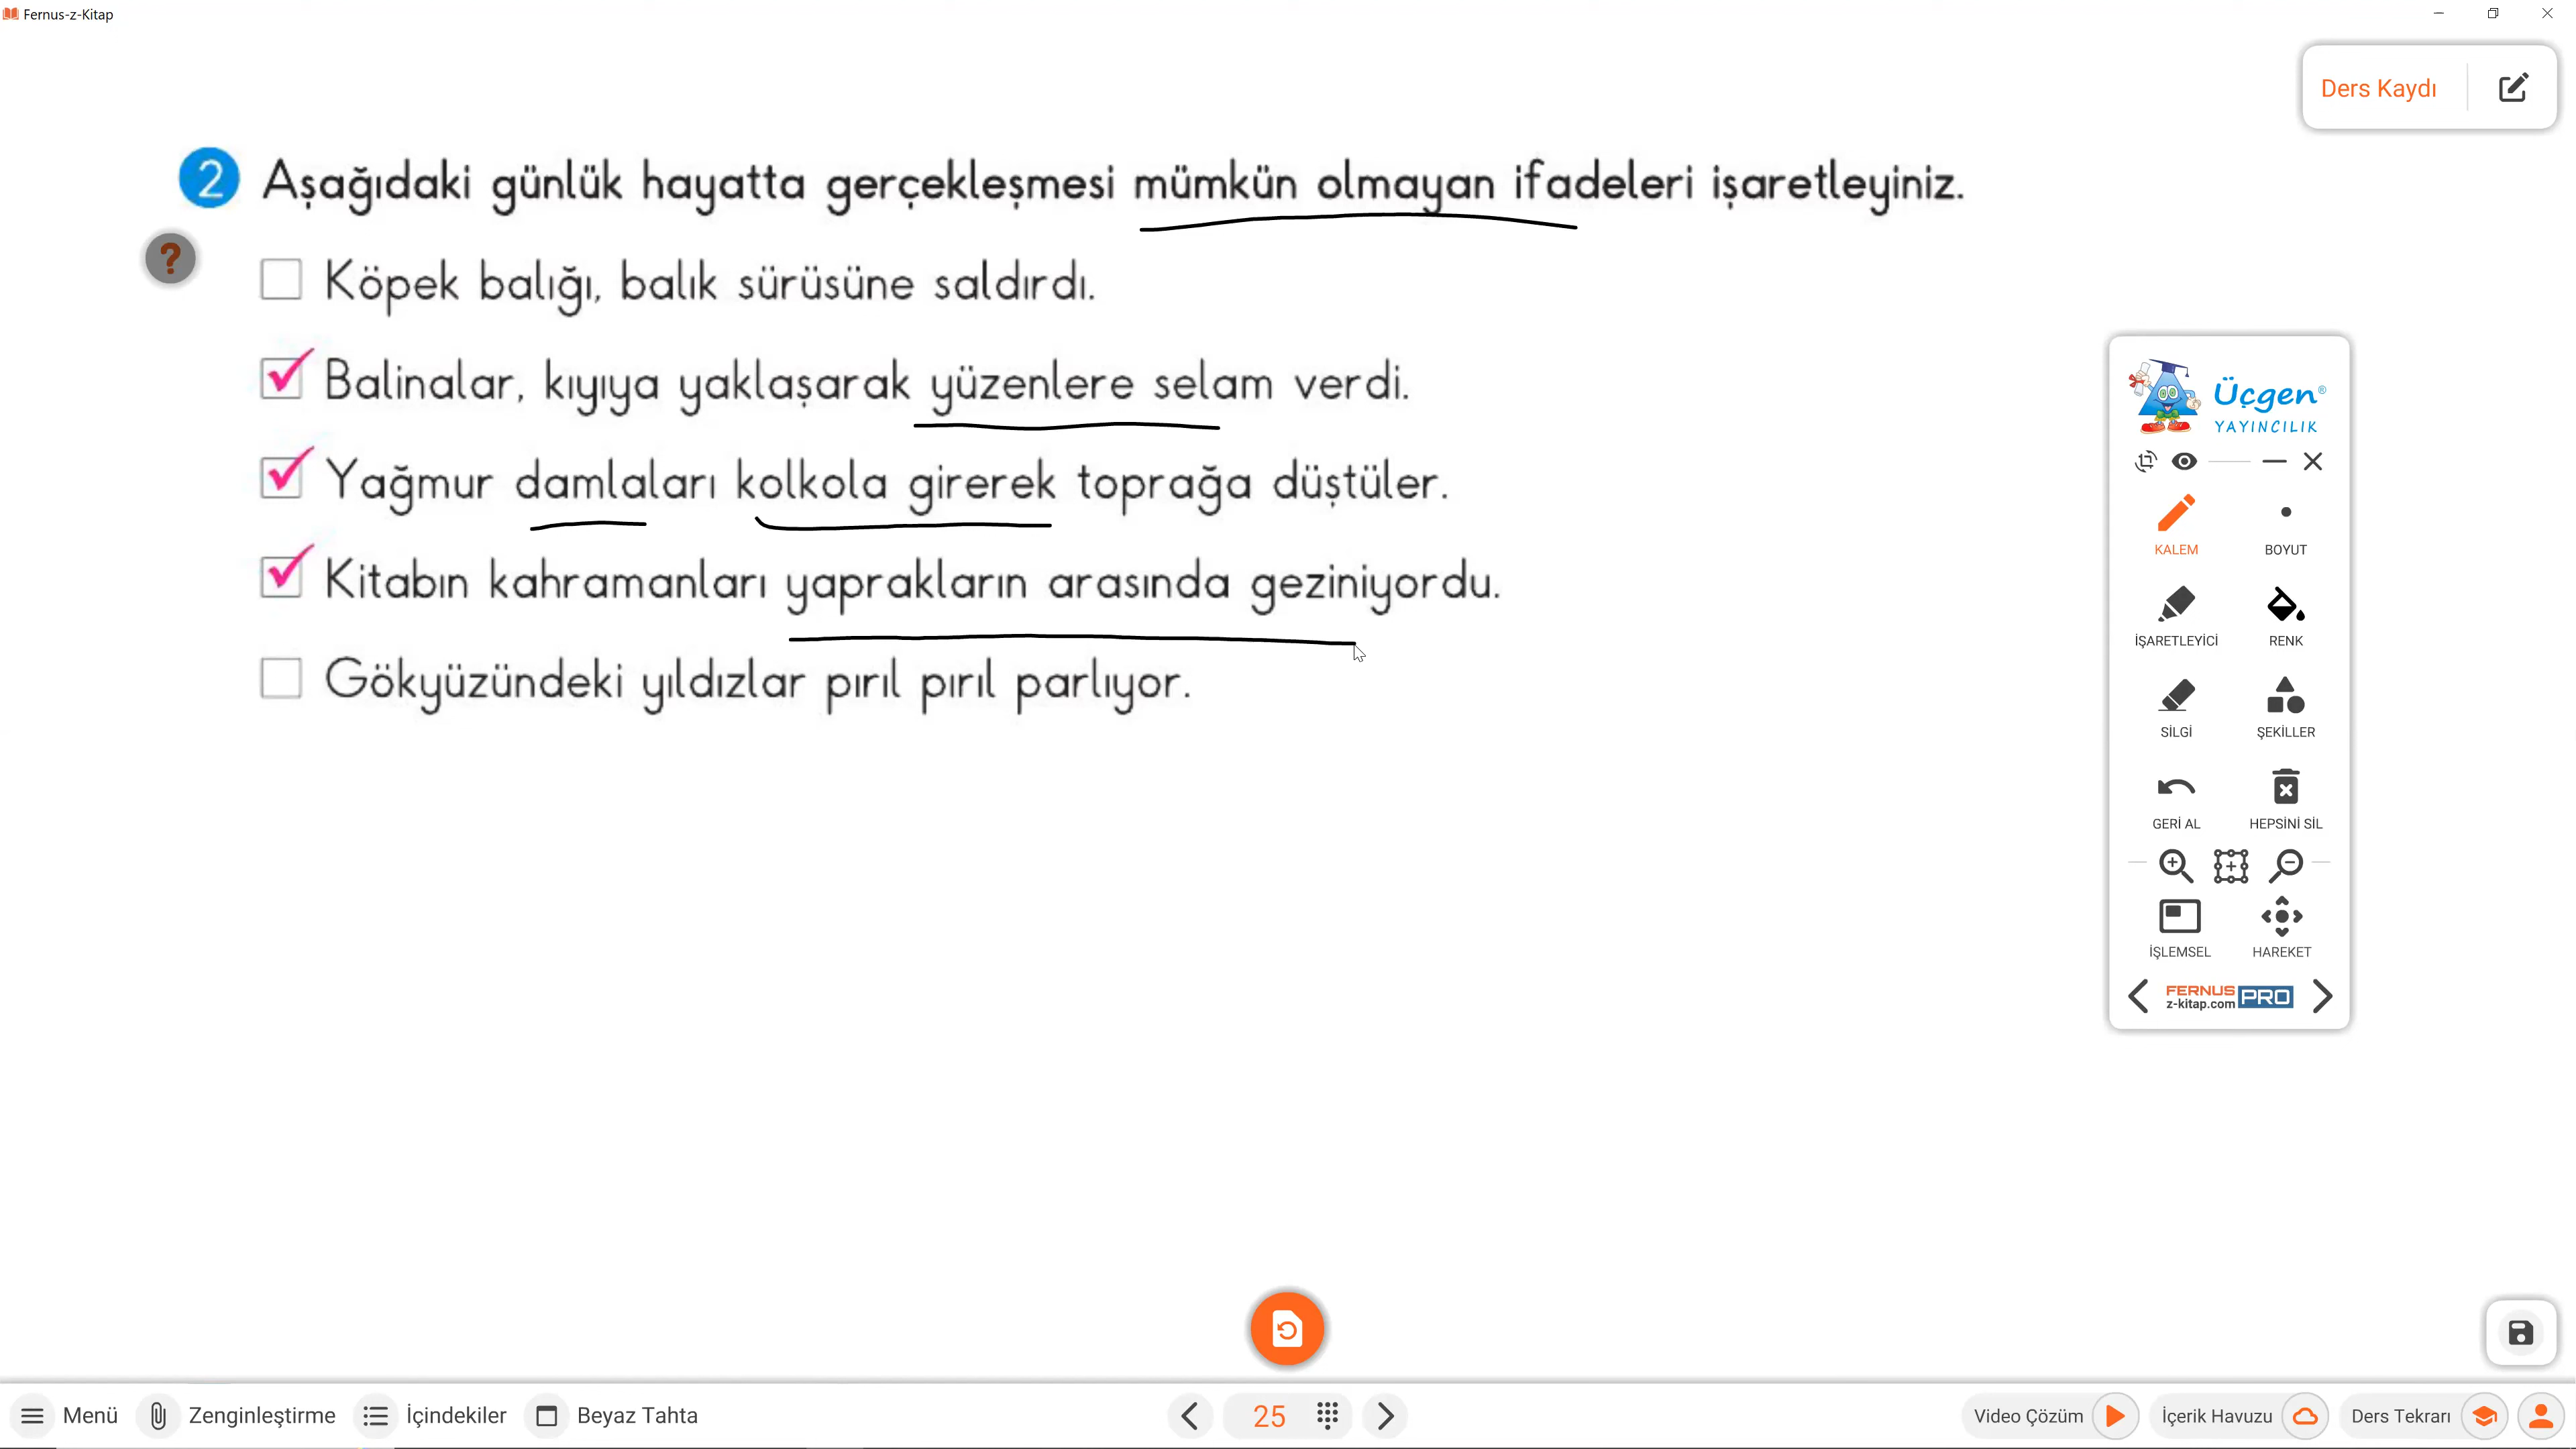 Fernus-z-Kitap
Ders Kaydı
2 Aşağıdaki günlük hayatta gerçekleşmesi mümkün olmayan ifadeleri işaretleyiniz.
?
Köpek balığı, balık sürüsüne saldırdı.
Balinalar, kıyıya yaklaşarak yüzenlere selam verdi.
Yağmur damlaları kolkola girerek toprağa düştüler.
Kitabın kahramanları yaprakların arasında geziniyordu.
Gökyüzündeki yıldızlar pırıl pırıl parlıyor.
Üçgen®
YAYINCILIK
KALEM BOYUT
İŞARETLEYİCİ RENK
SİLGİ ŞEKİLLER
GERİ AL HEPSİNİ SİL
İŞLEMSEL HAREKET
FERNUS
z-kitap.com PRO
Menü Zenginleştirme İçindekiler Beyaz Tahta 25 Video Çözüm İçerik Havuzu Ders Tekrarı